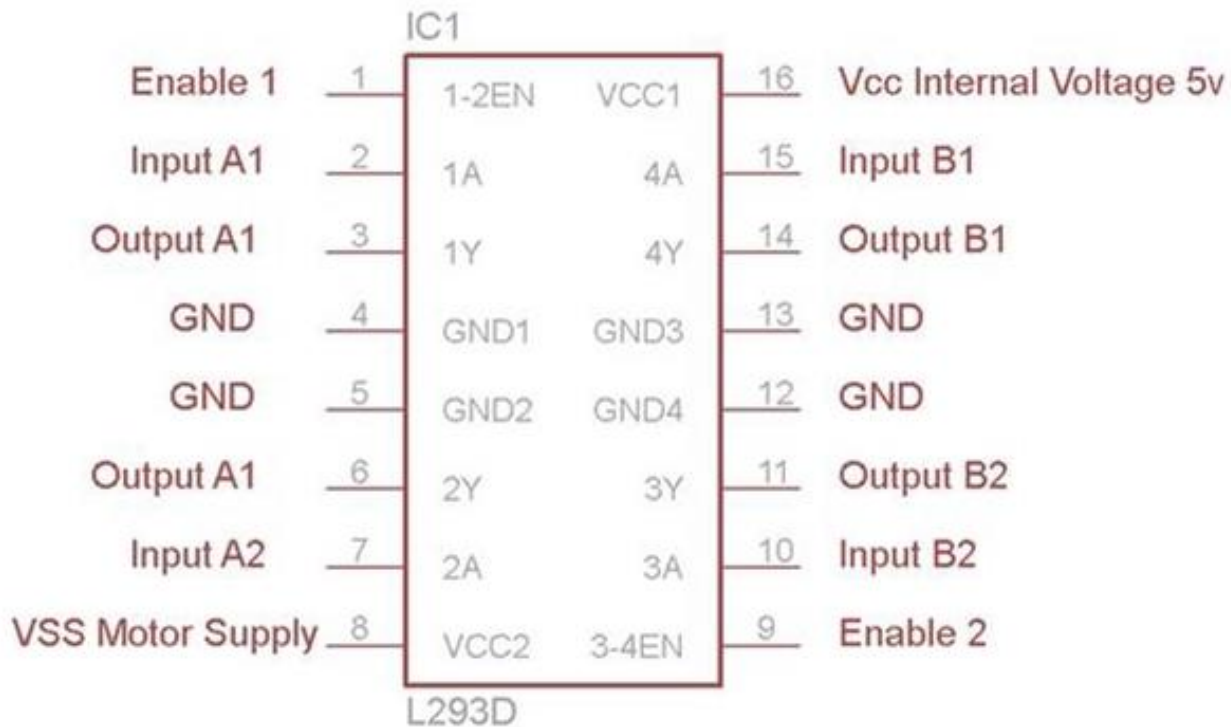 IC1
Enable 1 1 1-2EN VCC1 16 Vcc Internal Voltage 5v
Input A1 2 1A 4A 15 Input B1
Output A1 3 1Y 4Y 14 Output B1
GND 4 GND1 GND3 13 GND
GND 5 GND2 GND4 12 GND
Output A1 6 2Y 3Y 11 Output B2
Input A2 7 2A 3A 10 Input B2
VSS Motor Supply 8 VCC2 3-4EN 9 Enable 2
L293D